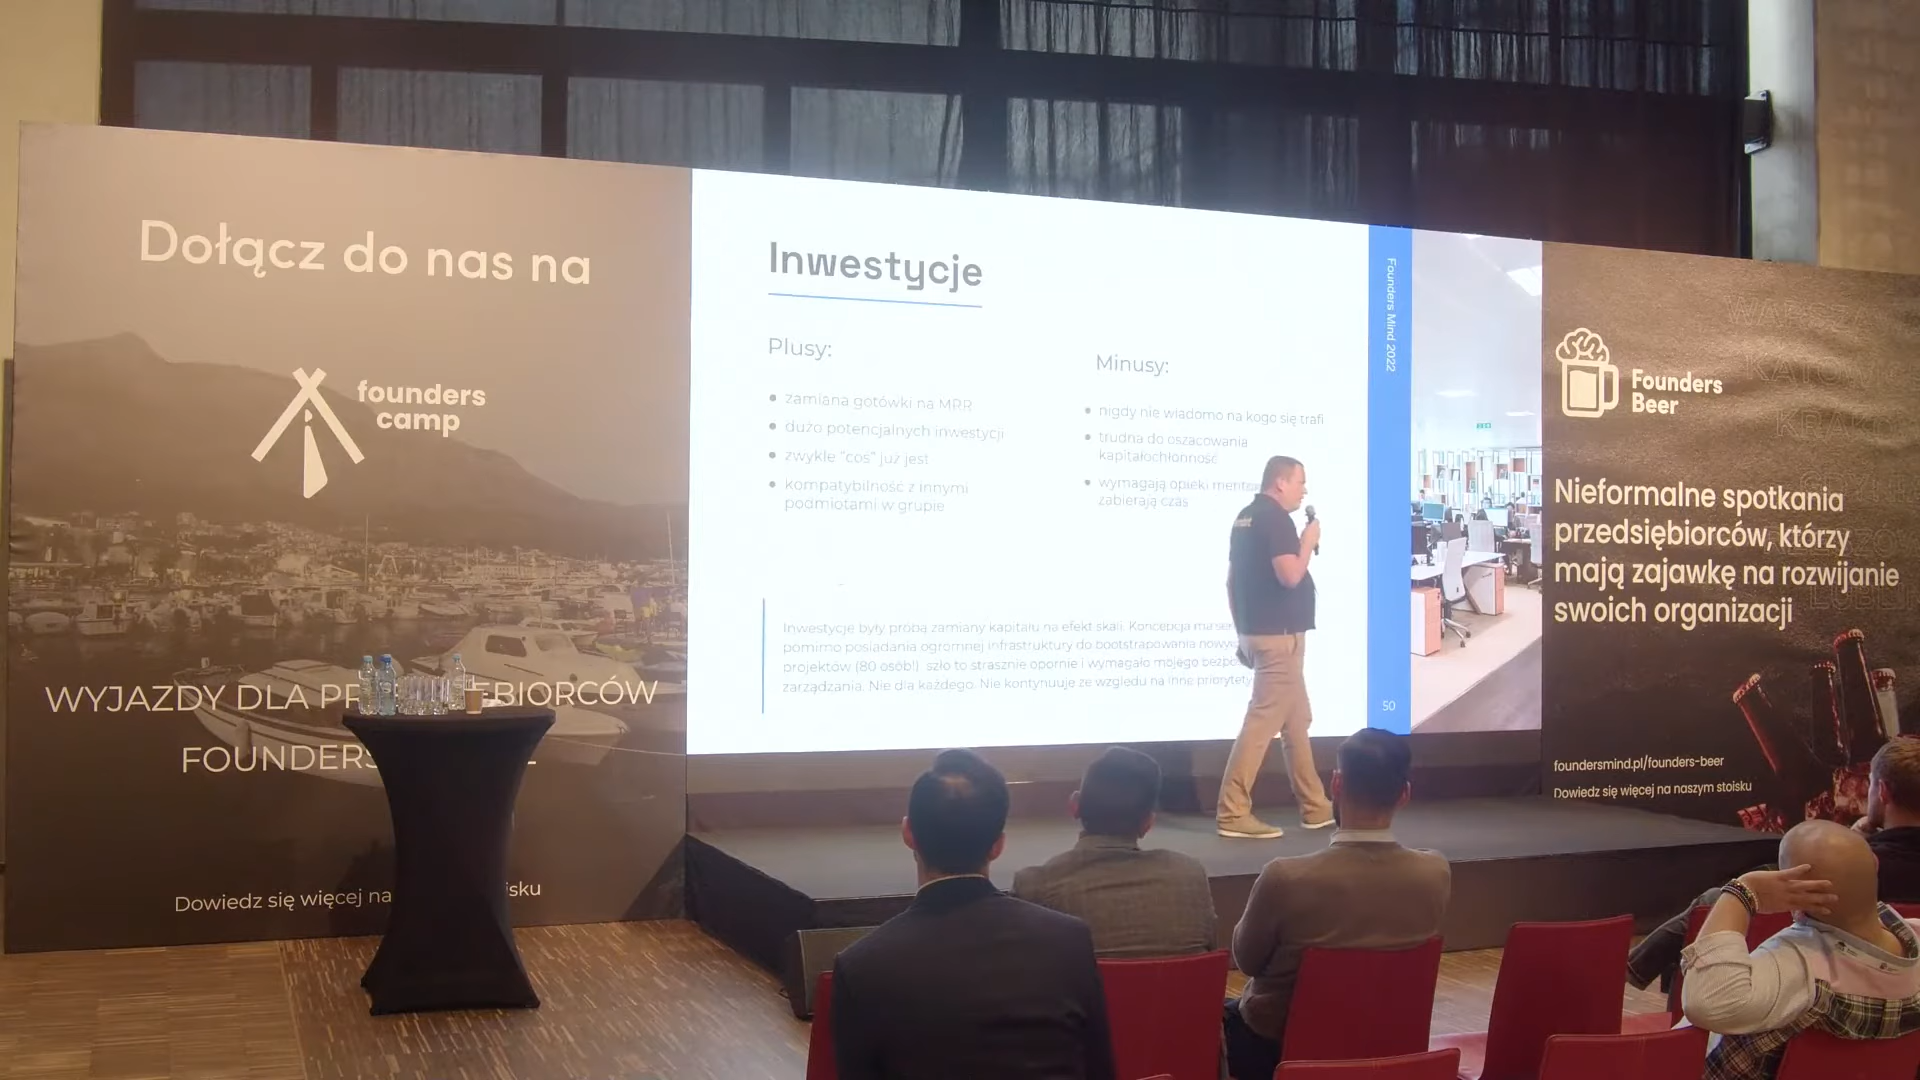 Dołącz do nas na
founders
camp
WYJAZDY DLA
FOUNDERS
Dowiedz się więcej na
Inwestycje
Plusy:
zamiana gotówki na MRR
dużo potencjalnych inwestycji
zwykle "coś" już jest
kompatybilność z innymi
podmiotami w grupie
Minusy:
nigdy nie wiadomo na kogo się trafi
trudna do oszacowania
kapitałochłonność
wymagają opieki
zabierają czas
Inwestycje były próbą zamiany kapitału na efekt skali. Koncepcja ma
pomimo posiadania ogromnej infrastruktury do bootstrapowania
projektów (80 osób!) szło to strasznie opornie i wymagało mojego
zarządzania. Nie dla każdego. Nie kontynuuję ze względu na inne priorytety
Founders Mind 2022
50
Founders
Beer
Nieformalne spotkania
przedsiębiorców, którzy
mają zajawkę na rozwijanie
swoich organizacji
foundersmind.pl/founders-beer
Dowiedz się więcej na naszym stoisku